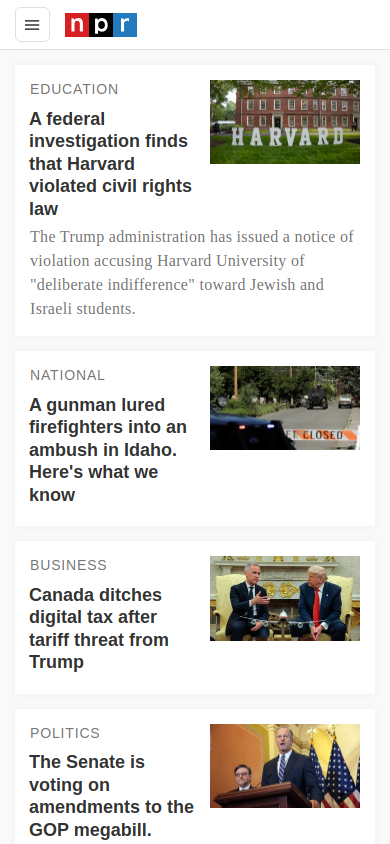 npr
EDUCATION
A federal
investigation finds
that Harvard
violated civil rights
law
HARVARD
The Trump administration has issued a notice of
violation accusing Harvard University of
"deliberate indifference" toward Jewish and
Israeli students.
NATIONAL
A gunman lured
firefighters into an
ambush in Idaho.
Here's what we
know
CLOSED
BUSINESS
Canada ditches
digital tax after
tariff threat from
Trump
POLITICS
The Senate is
voting on
amendments to the
GOP megabill.